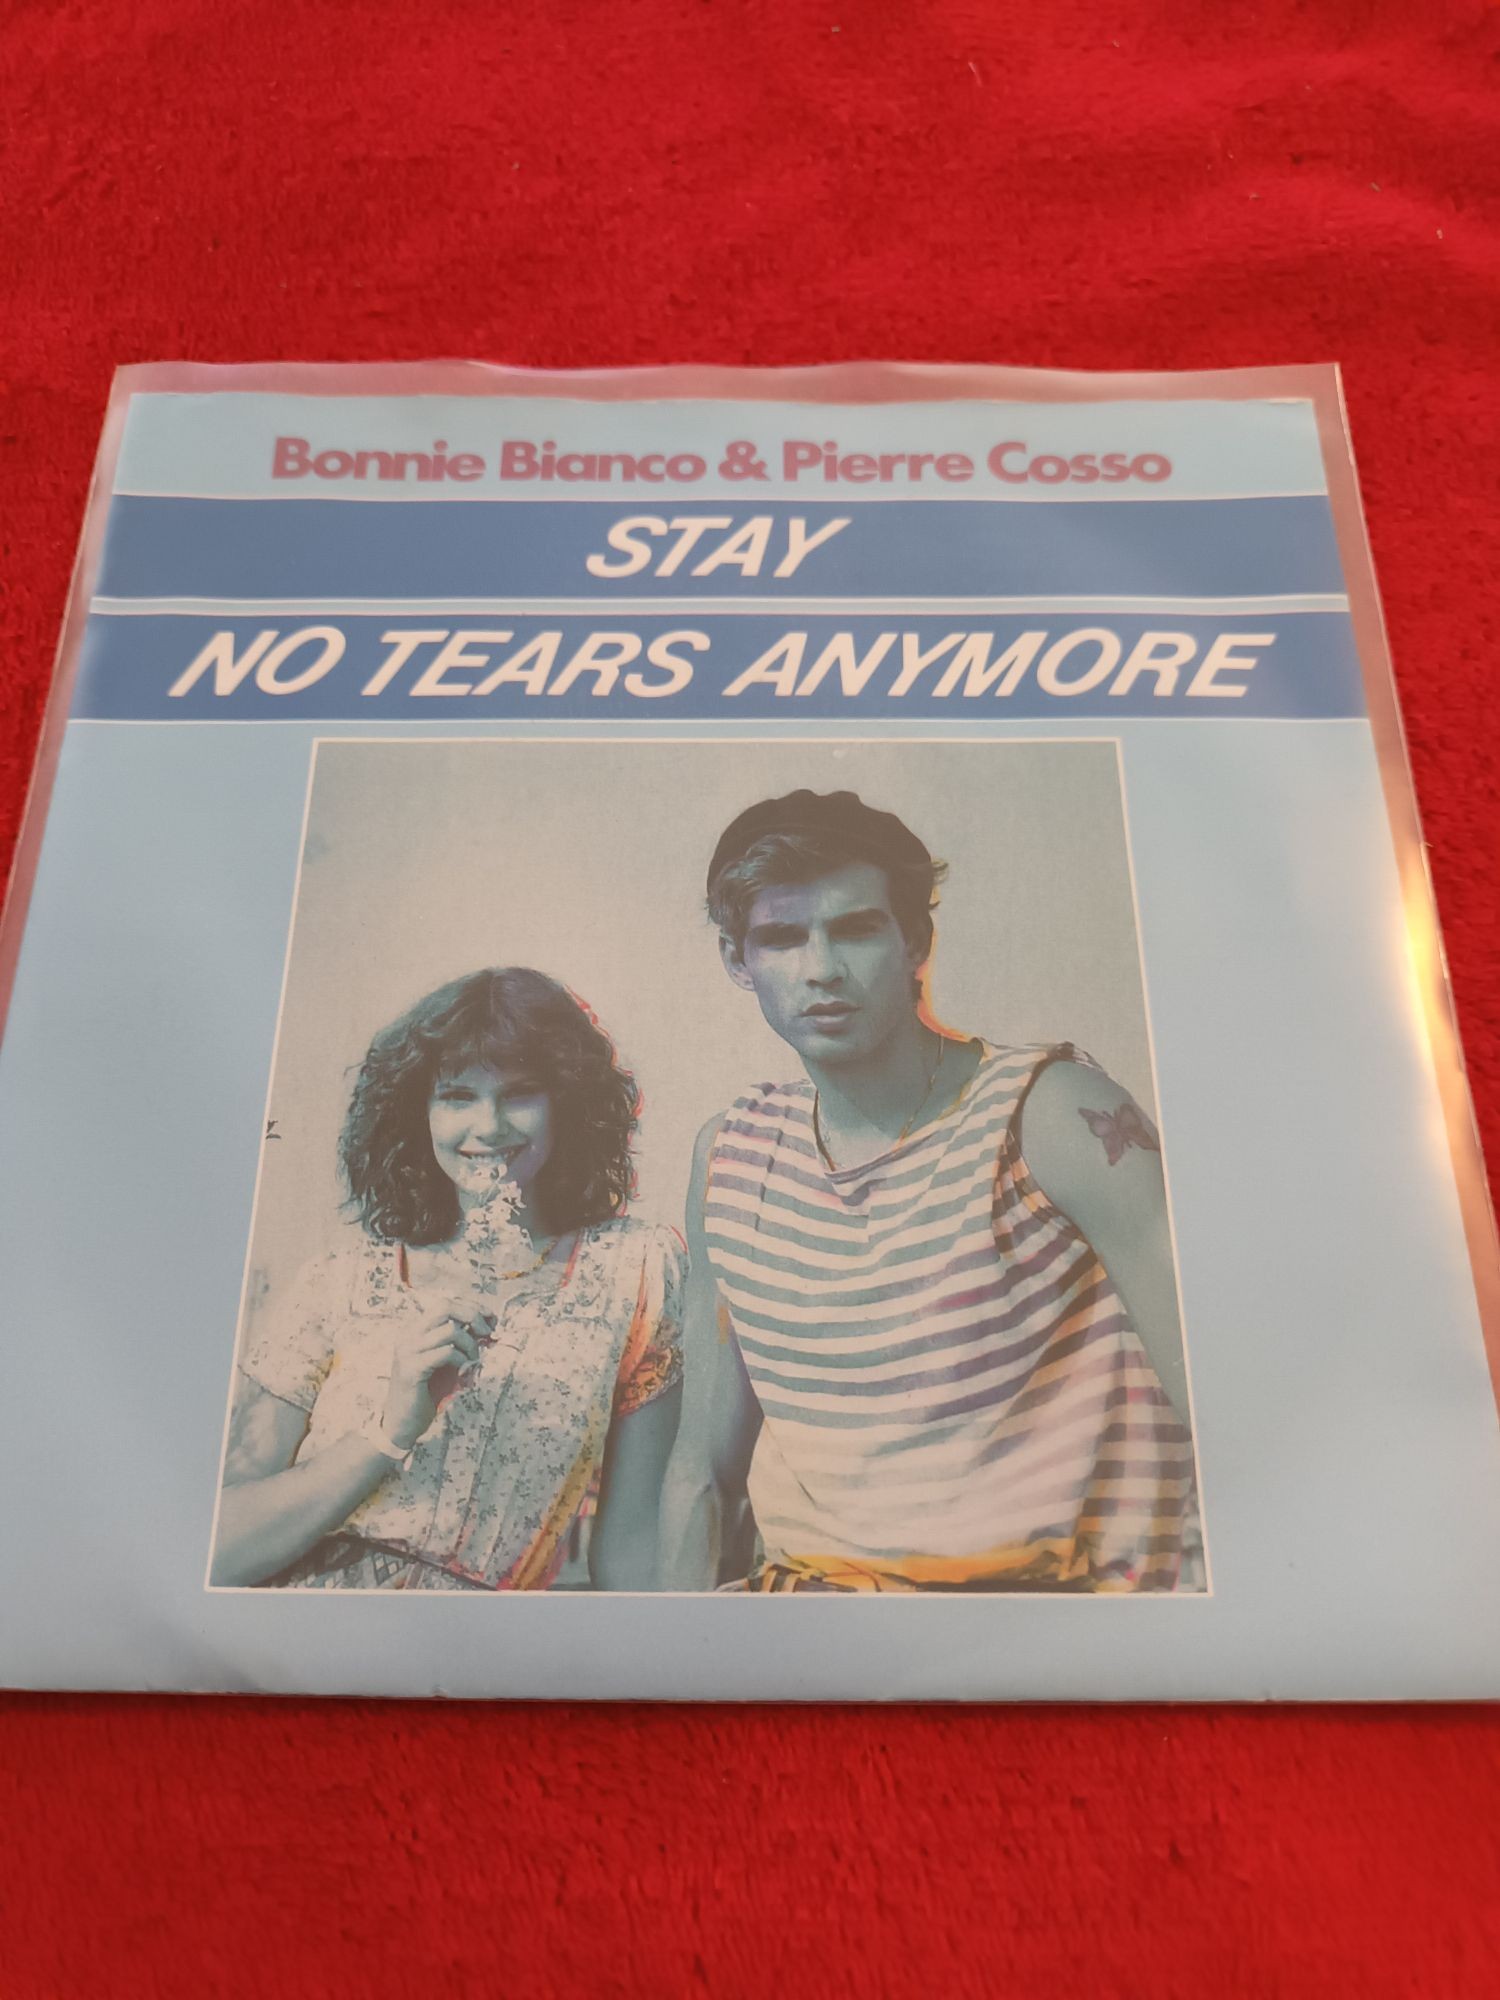 Bonnie Bianco & Pierre Cosso
STAY
NO TEARS ANYMORE